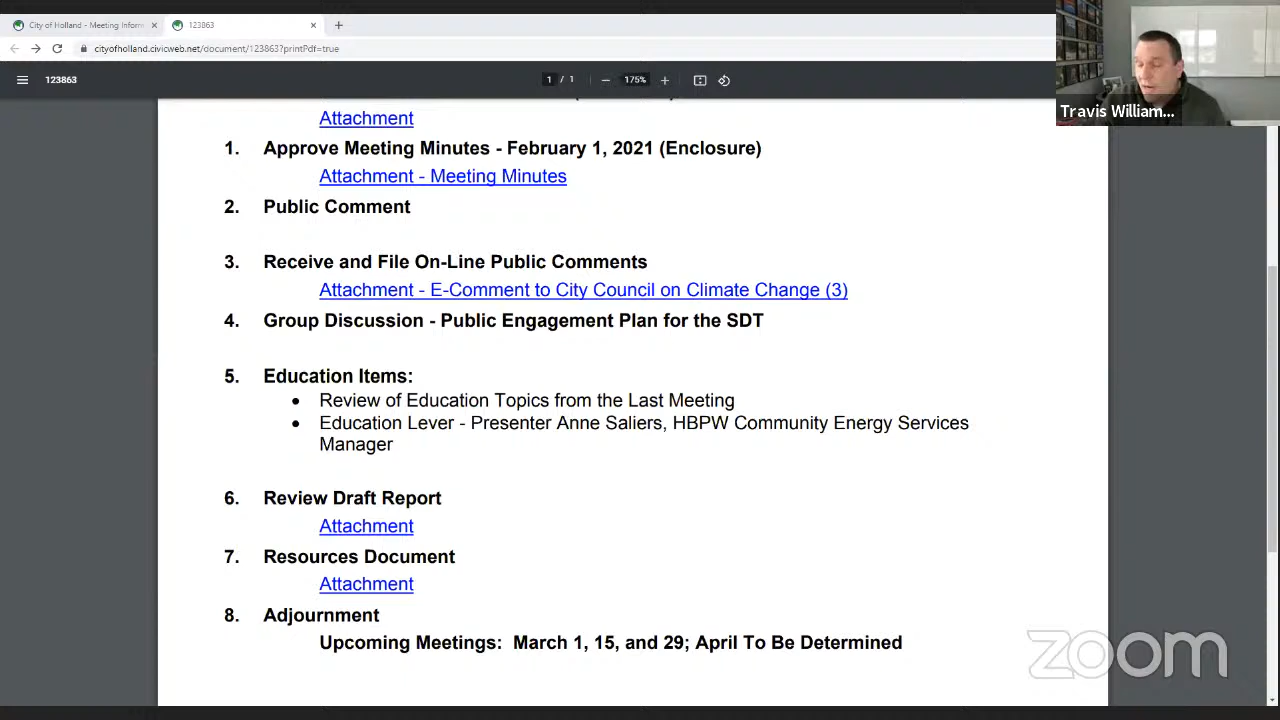 City of Holland - Meeting Inform
123863
cityofholland.civicweb.net/document/123863?printPdf=true
123863
1 / 1
175%
Travis William...
Attachment
1. Approve Meeting Minutes - February 1, 2021 (Enclosure)
Attachment - Meeting Minutes
2. Public Comment
3. Receive and File On-Line Public Comments
Attachment - E-Comment to City Council on Climate Change (3)
4. Group Discussion - Public Engagement Plan for the SDT
5. Education Items:
• Review of Education Topics from the Last Meeting
• Education Lever - Presenter Anne Saliers, HBPW Community Energy Services
Manager
6. Review Draft Report
Attachment
7. Resources Document
Attachment
8. Adjournment
Upcoming Meetings: March 1, 15, and 29; April To Be Determined
zoom